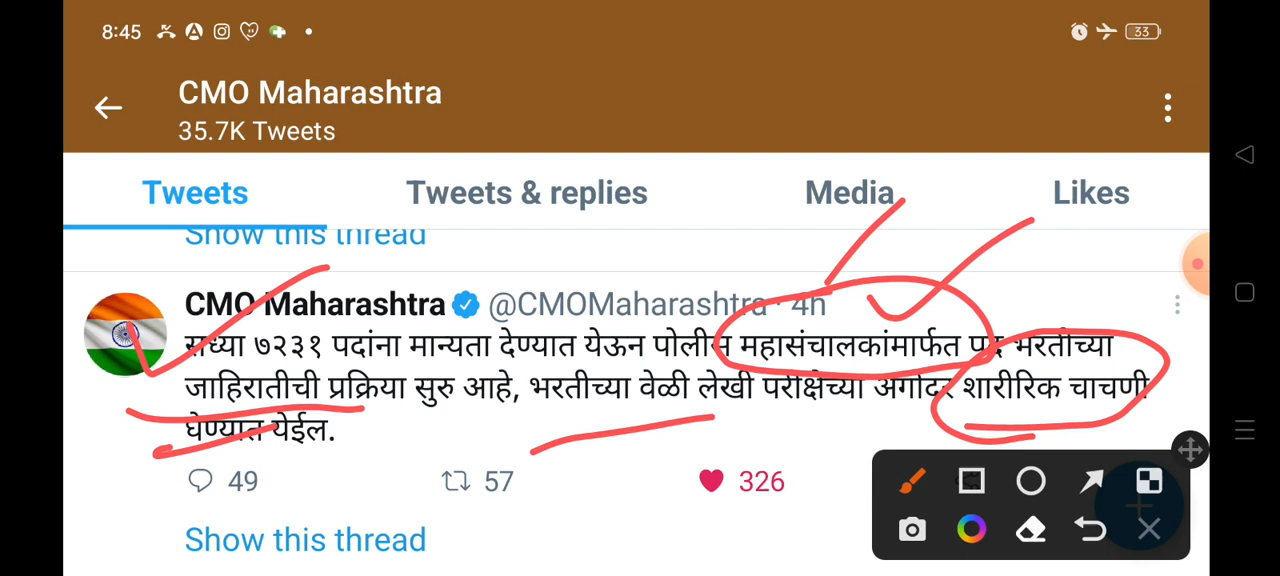 8:45
33
CMO Maharashtra
35.7K Tweets
Tweets Tweets & replies Media Likes
Show this thread
CMO Maharashtra @CMOMaharashtra · 4h
सध्या ७२३१ पदांना मान्यता देण्यात येऊन पोलीस महासंचालकांमार्फत पद भरतीच्या
जाहिरातीची प्रक्रिया सुरु आहे, भरतीच्या वेळी लेखी परीक्षेच्या अगोदर शारीरिक चाचणी
घेण्यात येईल.
49 57 326
Show this thread